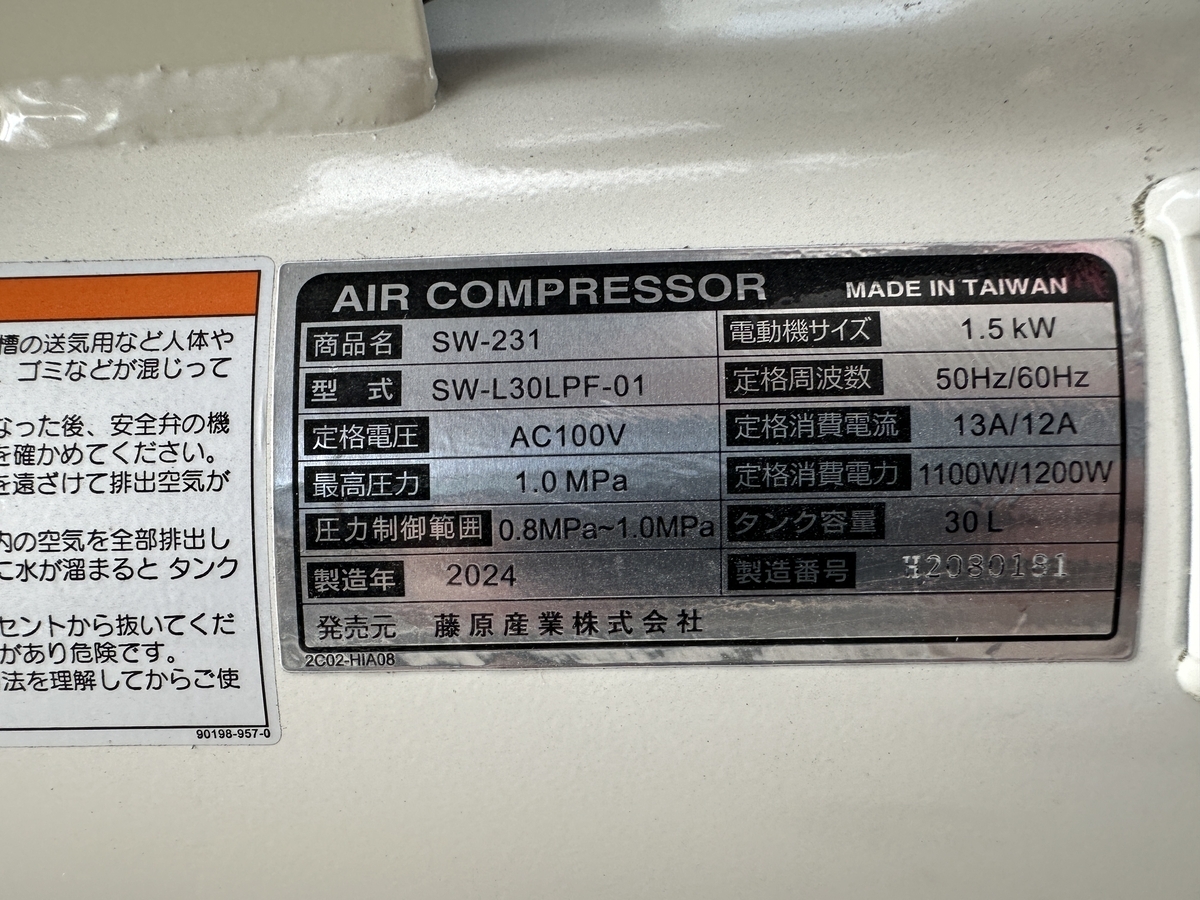 槽の送気用など人体や
、ゴミなどが混じって
なった後、安全弁の機
を確かめてください。
を遠ざけて排出空気が
内の空気を全部排出し
に水が溜まると タンク
セントから抜いてくだ
があり危険です。
法を理解してからご使
90198-957-0
AIR COMPRESSOR MADE IN TAIWAN
商品名 SW-231 電動機サイズ 1.5 kW
型 式 SW-L30LPF-01 定格周波数 50Hz/60Hz
定格電圧 AC100V 定格消費電流 13A/12A
最高圧力 1.0 MPa 定格消費電力 1100W/1200W
圧力制御範囲 0.8MPa~1.0MPa タンク容量 30 L
製造年 2024 製造番号 H2080181
発売元 藤原産業株式会社
2C02-HIA08